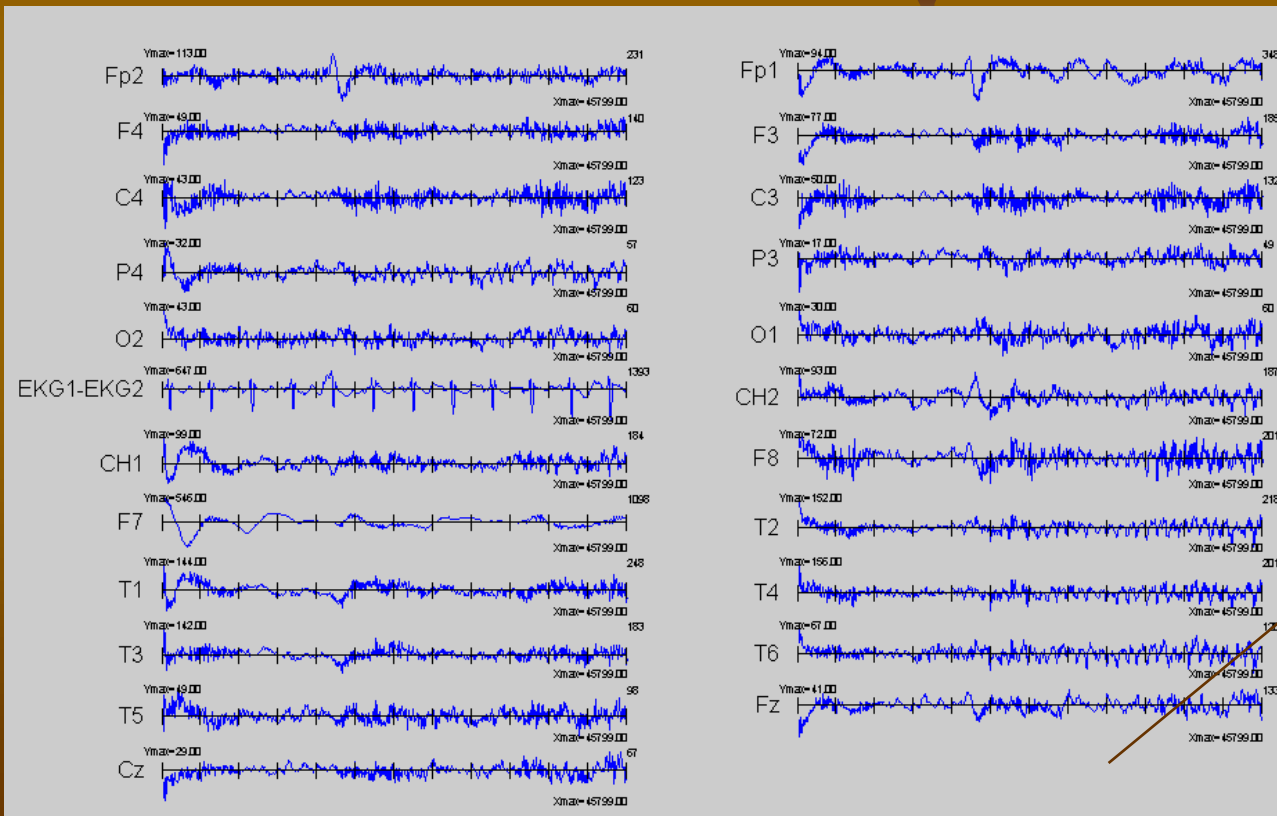 Ymax=113.00 231
Fp2
Xmax=45799.00
Ymax=49.00 140
F4
Xmax=45799.00
Ymax=43.00 123
C4
Xmax=45799.00
Ymax=32.00 57
P4
Xmax=45799.00
Ymax=43.00 60
O2
Xmax=45799.00
Ymax=647.00 1393
EKG1-EKG2
Xmax=45799.00
Ymax=99.00 184
CH1
Xmax=45799.00
Ymax=546.00 1098
F7
Xmax=45799.00
Ymax=144.00 248
T1
Xmax=45799.00
Ymax=142.00 183
T3
Xmax=45799.00
Ymax=49.00 98
T5
Xmax=45799.00
Ymax=29.00 67
Cz
Xmax=45799.00
Ymax=94.00 348
Fp1
Xmax=45799.00
Ymax=77.00
F3
Xmax=45799.00
Ymax=50.00 132
C3
Xmax=45799.00
Ymax=17.00 49
P3
Xmax=45799.00
Ymax=30.00 60
O1
Xmax=45799.00
Ymax=93.00 187
CH2
Xmax=45799.00
Ymax=72.00 201
F8
Xmax=45799.00
Ymax=152.00 218
T2
Xmax=45799.00
Ymax=156.00 201
T4
Xmax=45799.00
Ymax=67.00
T6
Xmax=45799.00
Ymax=41.00 133
Fz
Xmax=45799.00